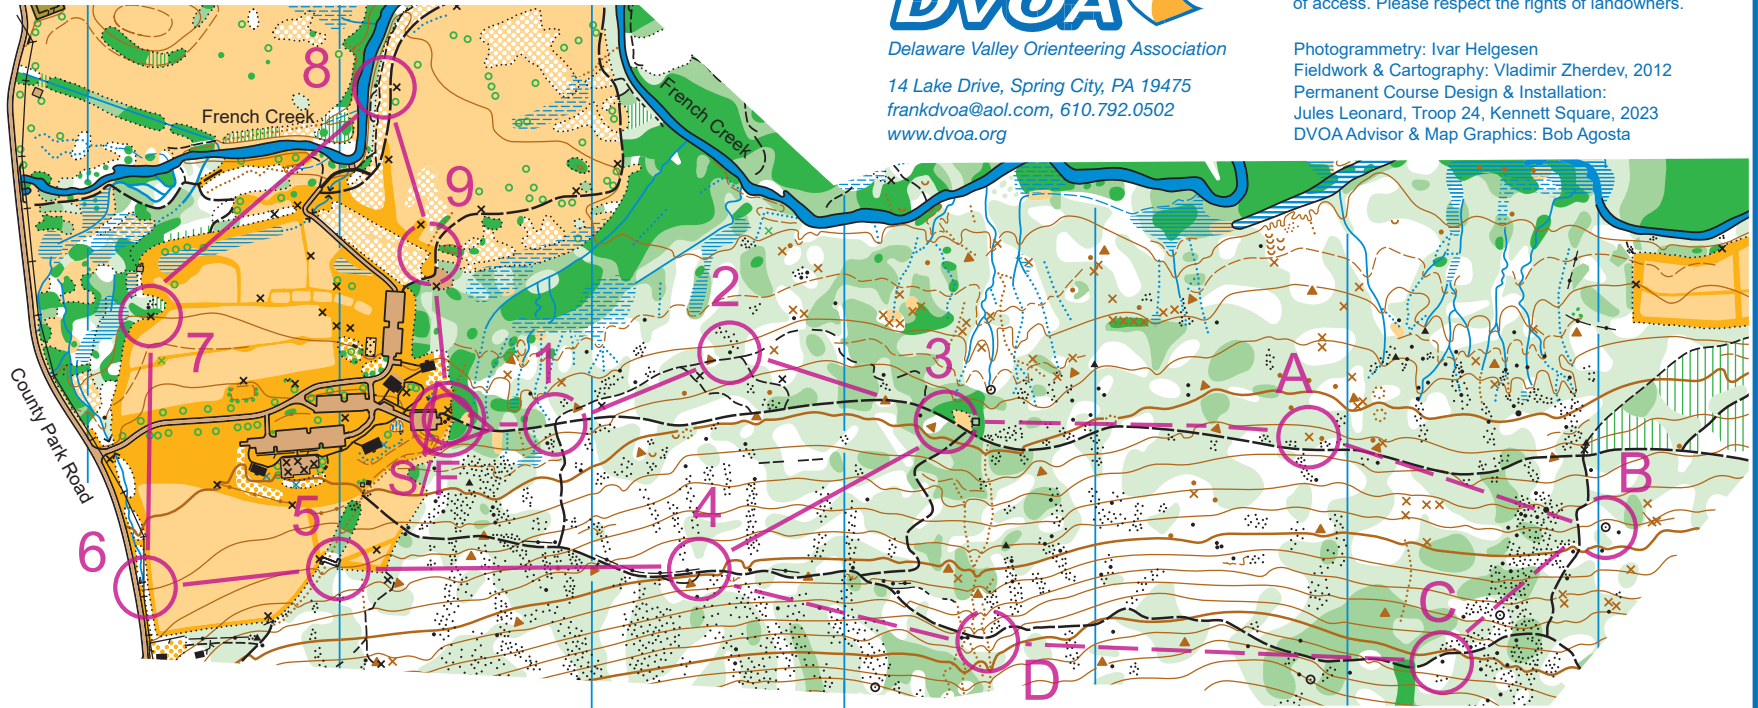 DVOA
Delaware Valley Orienteering Association
14 Lake Drive, Spring City, PA 19475
frankdvoa@aol.com, 610.792.0502
www.dvoa.org
of access. Please respect the rights of landowners.
Photogrammetry: Ivar Helgesen
Fieldwork & Cartography: Vladimir Zherdev, 2012
Permanent Course Design & Installation:
Jules Leonard, Troop 24, Kennett Square, 2023
DVOA Advisor & Map Graphics: Bob Agosta
8
French Creek
French Creek
9
2
7
1
3
A
County Park Road
S/F
B
5
4
6
C
D